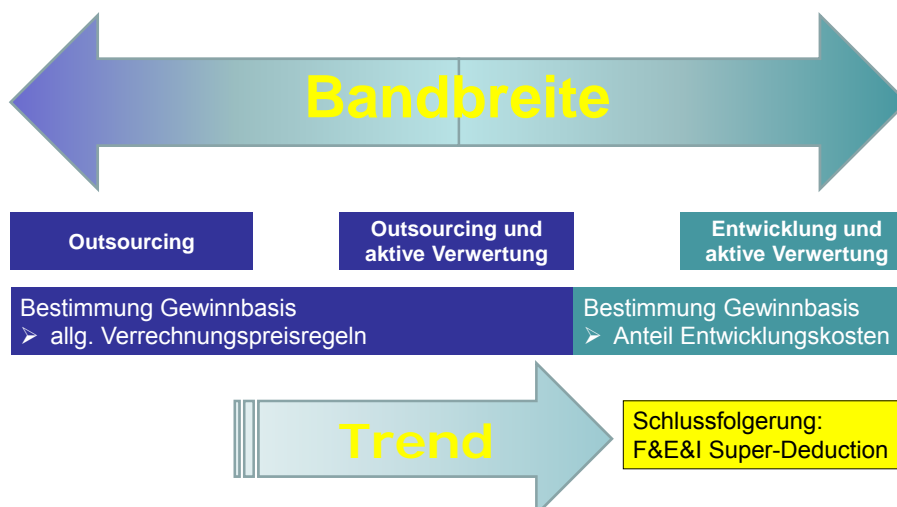 Bandbreite
Outsourcing
Outsourcing und
aktive Verwertung
Entwicklung und
aktive Verwertung
Bestimmung Gewinnbasis
➢ allg. Verrechnungspreisregeln
Bestimmung Gewinnbasis
➢ Anteil Entwicklungskosten
Trend
Schlussfolgerung:
F&E&I Super-Deduction